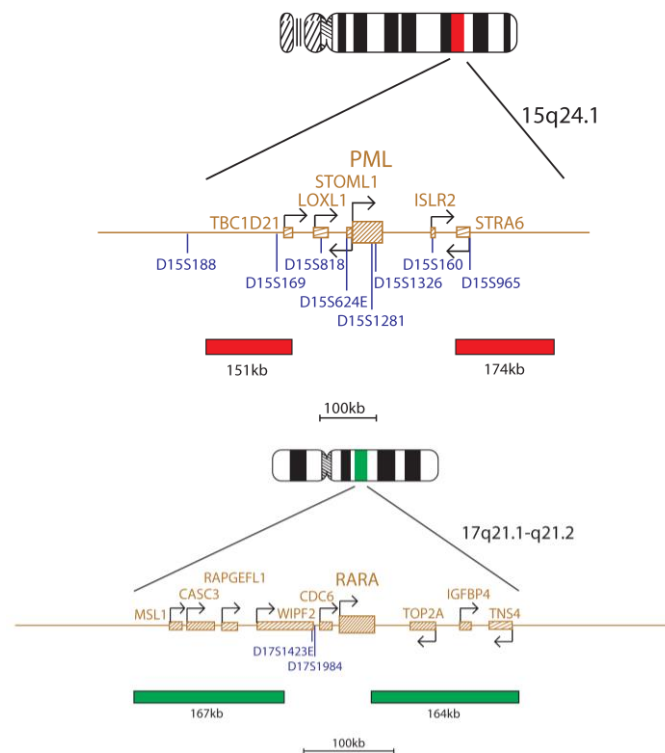 15q24.1
PML
STOML1
LOXL1 ISLR2
TBC1D21 STRA6
D15S188 D15S818 D15S160
D15S169 D15S1326 D15S965
D15S624E
D15S1281
151kb 174kb
100kb
17q21.1-q21.2
RAPGEFL1 RARA
CASC3 CDC6 IGFBP4
MSL1 WIPF2 TOP2A TNS4
D17S1423E
D17S1984
167kb 164kb
100kb